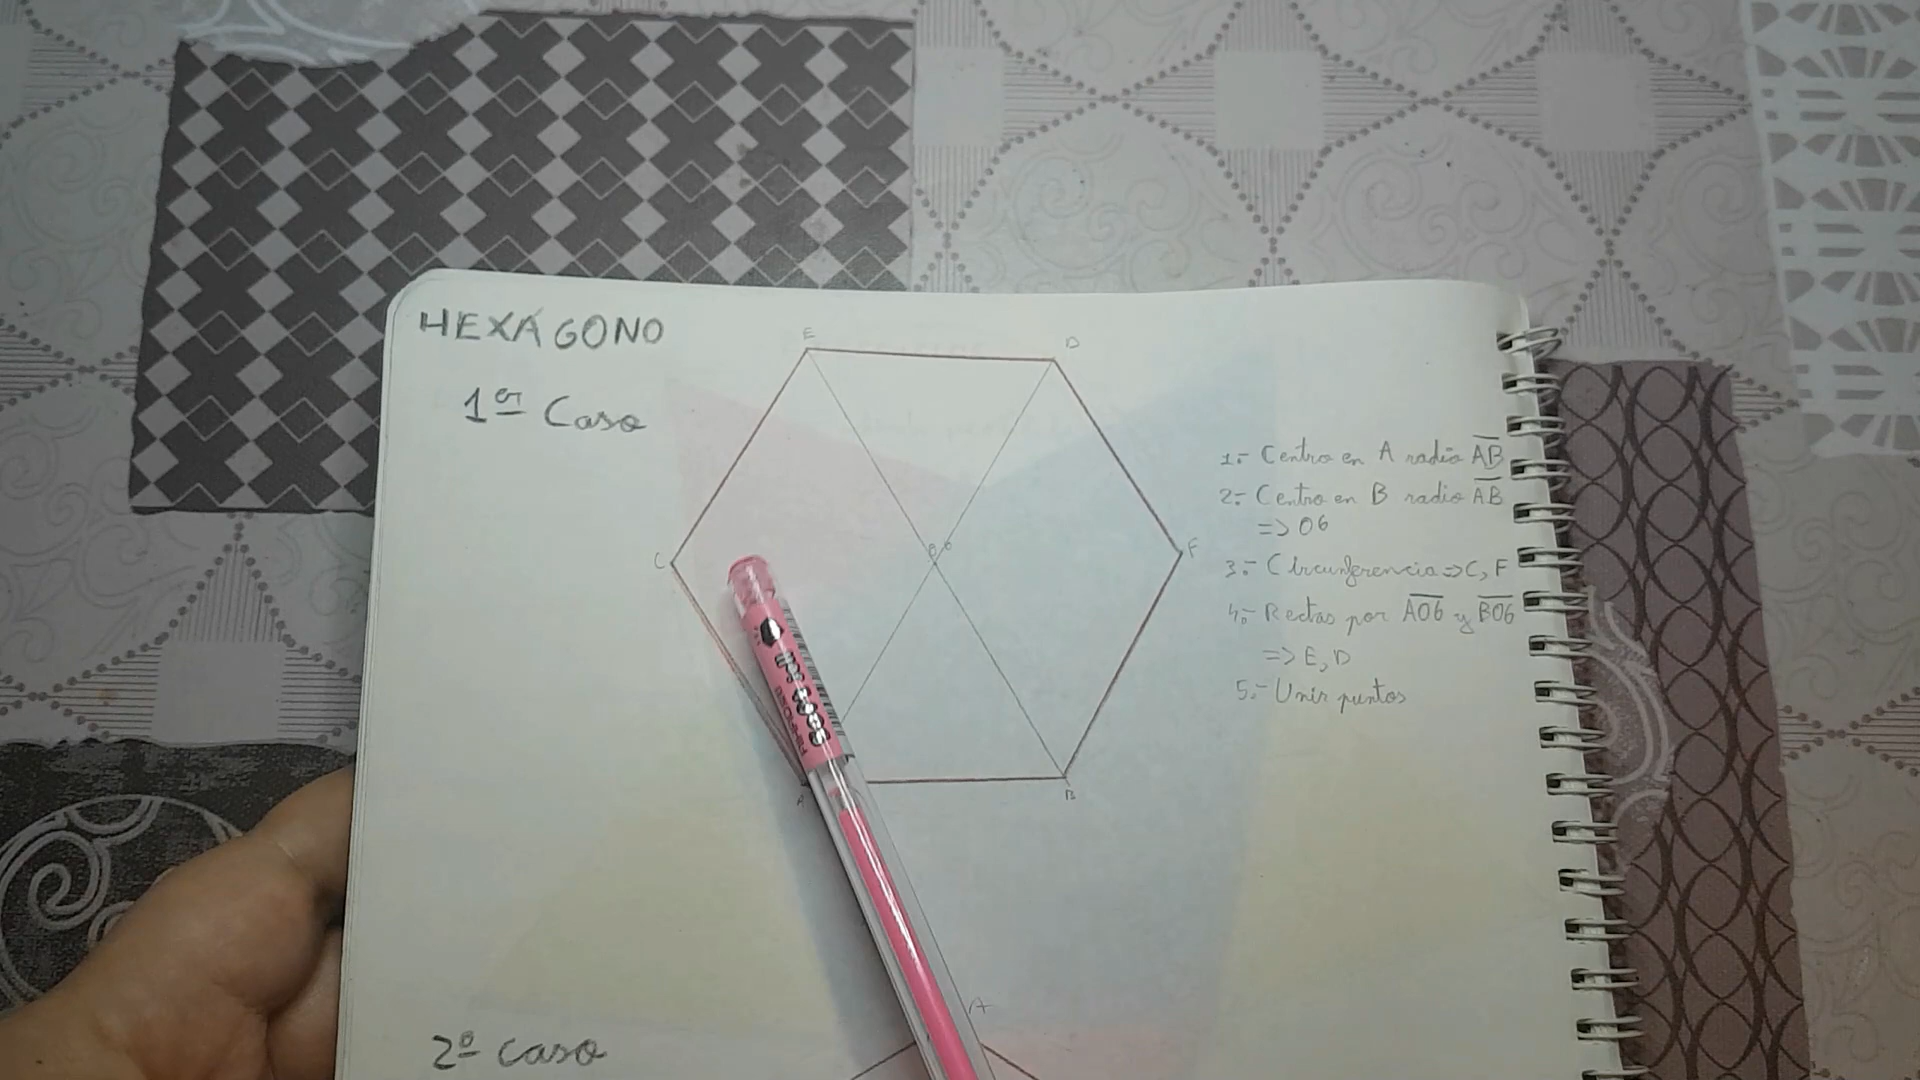 HEXÁGONO
1er Caso
E
D
C
O6
F
A
B
1.- Centro en A radio AB
2.- Centro en B radio AB
=> O6
3.- Circunferencia => C, F
4.- Rectas por AO6 y BO6
=> E, D
5.- Unir puntos
A
2º caso